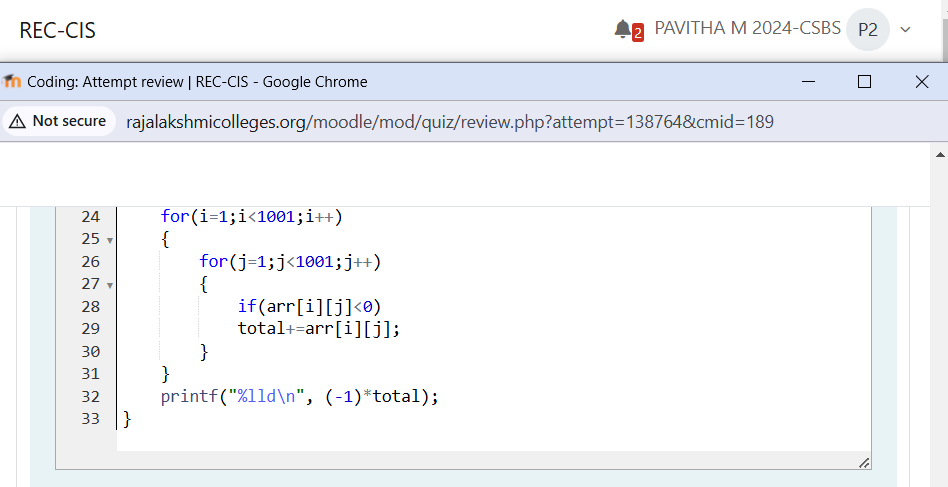 REC-CIS
2 PAVITHA M 2024-CSBS P2
Coding: Attempt review | REC-CIS - Google Chrome
Not secure rajalakshmicolleges.org/moodle/mod/quiz/review.php?attempt=138764&cmid=189
24 for(i=1;i<1001;i++)
25 {
26 for(j=1;j<1001;j++)
27 {
28 if(arr[i][j]<0)
29 total+=arr[i][j];
30 }
31 }
32 printf("%lld\n", (-1)*total);
33 }